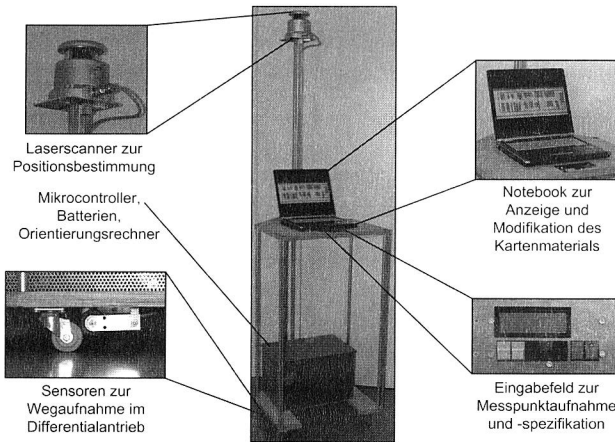 Laserscanner zur
Positionsbestimmung
Mikrocontroller,
Batterien,
Orientierungsrechner
Sensoren zur
Wegaufnahme im
Differentialantrieb
Notebook zur
Anzeige und
Modifikation des
Kartenmaterials
Eingabefeld zur
Messpunktaufnahme
und -spezifikation